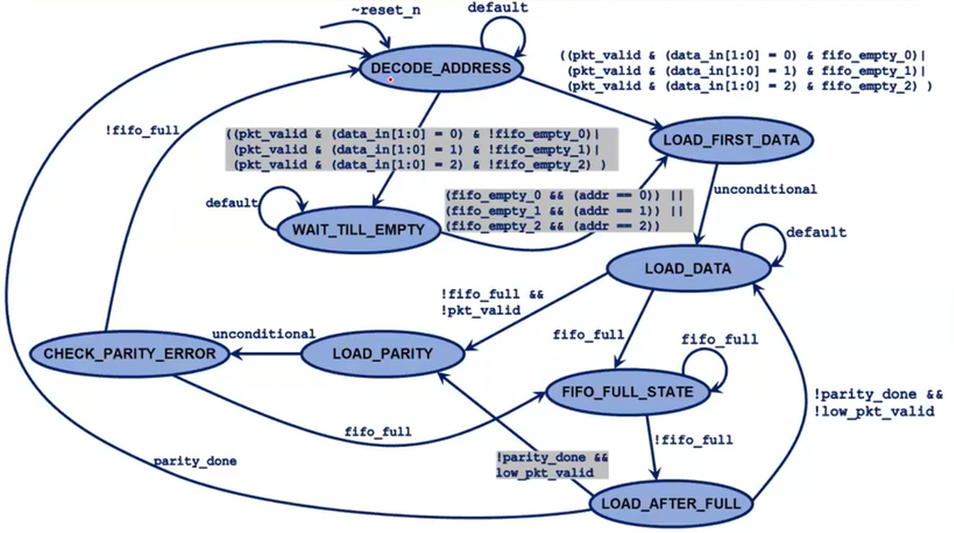 ~reset_n
default
DECODE_ADDRESS
((pkt_valid & (data_in[1:0] = 0) & fifo_empty_0)|
(pkt_valid & (data_in[1:0] = 1) & fifo_empty_1)|
(pkt_valid & (data_in[1:0] = 2) & fifo_empty_2) )
!fifo_full
((pkt_valid & (data_in[1:0] = 0) & !fifo_empty_0)|
(pkt_valid & (data_in[1:0] = 1) & !fifo_empty_1)|
(pkt_valid & (data_in[1:0] = 2) & !fifo_empty_2) )
LOAD_FIRST_DATA
default
WAIT_TILL_EMPTY
(fifo_empty_0 && (addr == 0)) ||
(fifo_empty_1 && (addr == 1)) ||
(fifo_empty_2 && (addr == 2))
unconditional
default
LOAD_DATA
!fifo_full &&
!pkt_valid
fifo_full
fifo_full
unconditional
CHECK_PARITY_ERROR
LOAD_PARITY
FIFO_FULL_STATE
!parity_done &&
!low_pkt_valid
fifo_full
!fifo_full
parity_done
!parity_done &&
low_pkt_valid
LOAD_AFTER_FULL